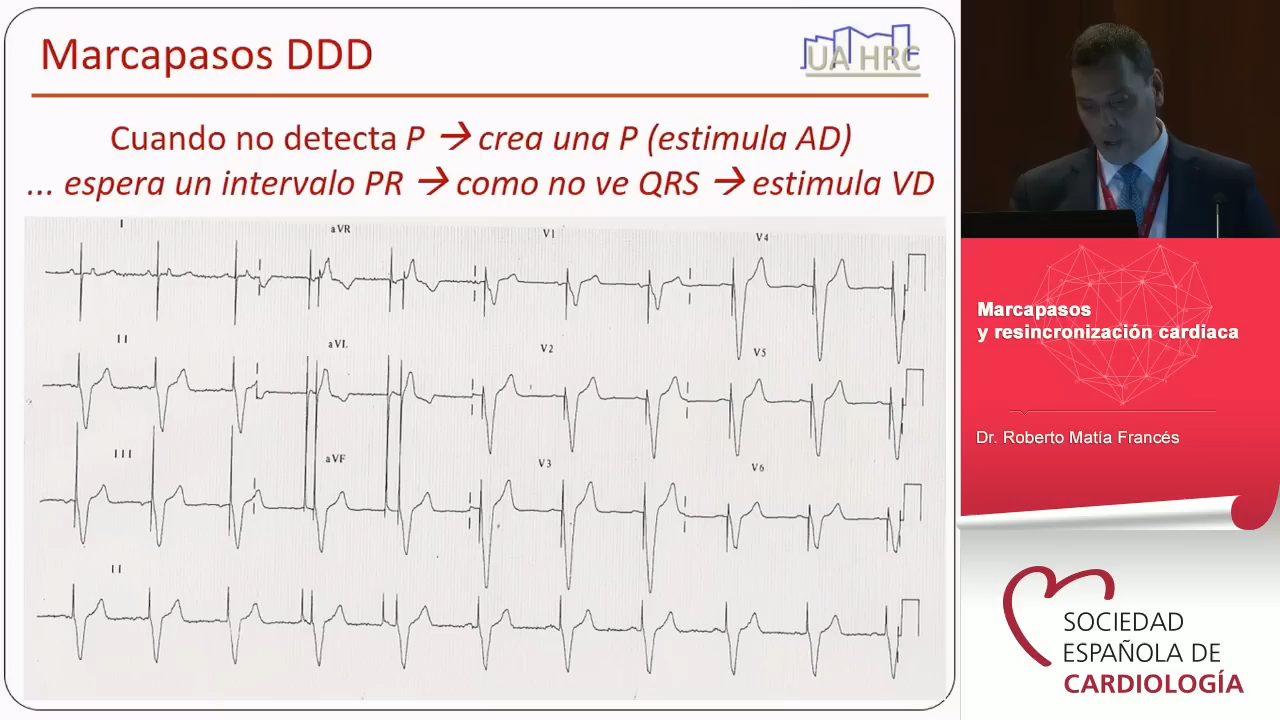 Marcapasos DDD
UA HRC
Cuando no detecta P → crea una P (estimula AD)
... espera un intervalo PR → como no ve QRS → estimula VD
I
aVR
V1
V4
II
aVL
V2
V5
III
aVF
V3
V6
II
Marcapasos
y resincronización cardiaca
Dr. Roberto Matía Francés
SOCIEDAD
ESPAÑOLA DE
CARDIOLOGÍA